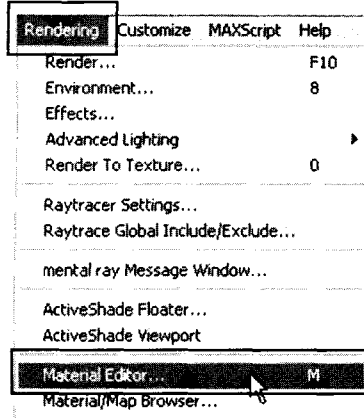 Rendering Customize MAXScript Help
Render... F10
Environment... 8
Effects...
Advanced Lighting
Render To Texture... 0
Raytracer Settings...
Raytrace Global Include/Exclude...
mental ray Message Window...
ActiveShade Floater...
ActiveShade Viewport
Material Editor... M
Material/Map Browser...